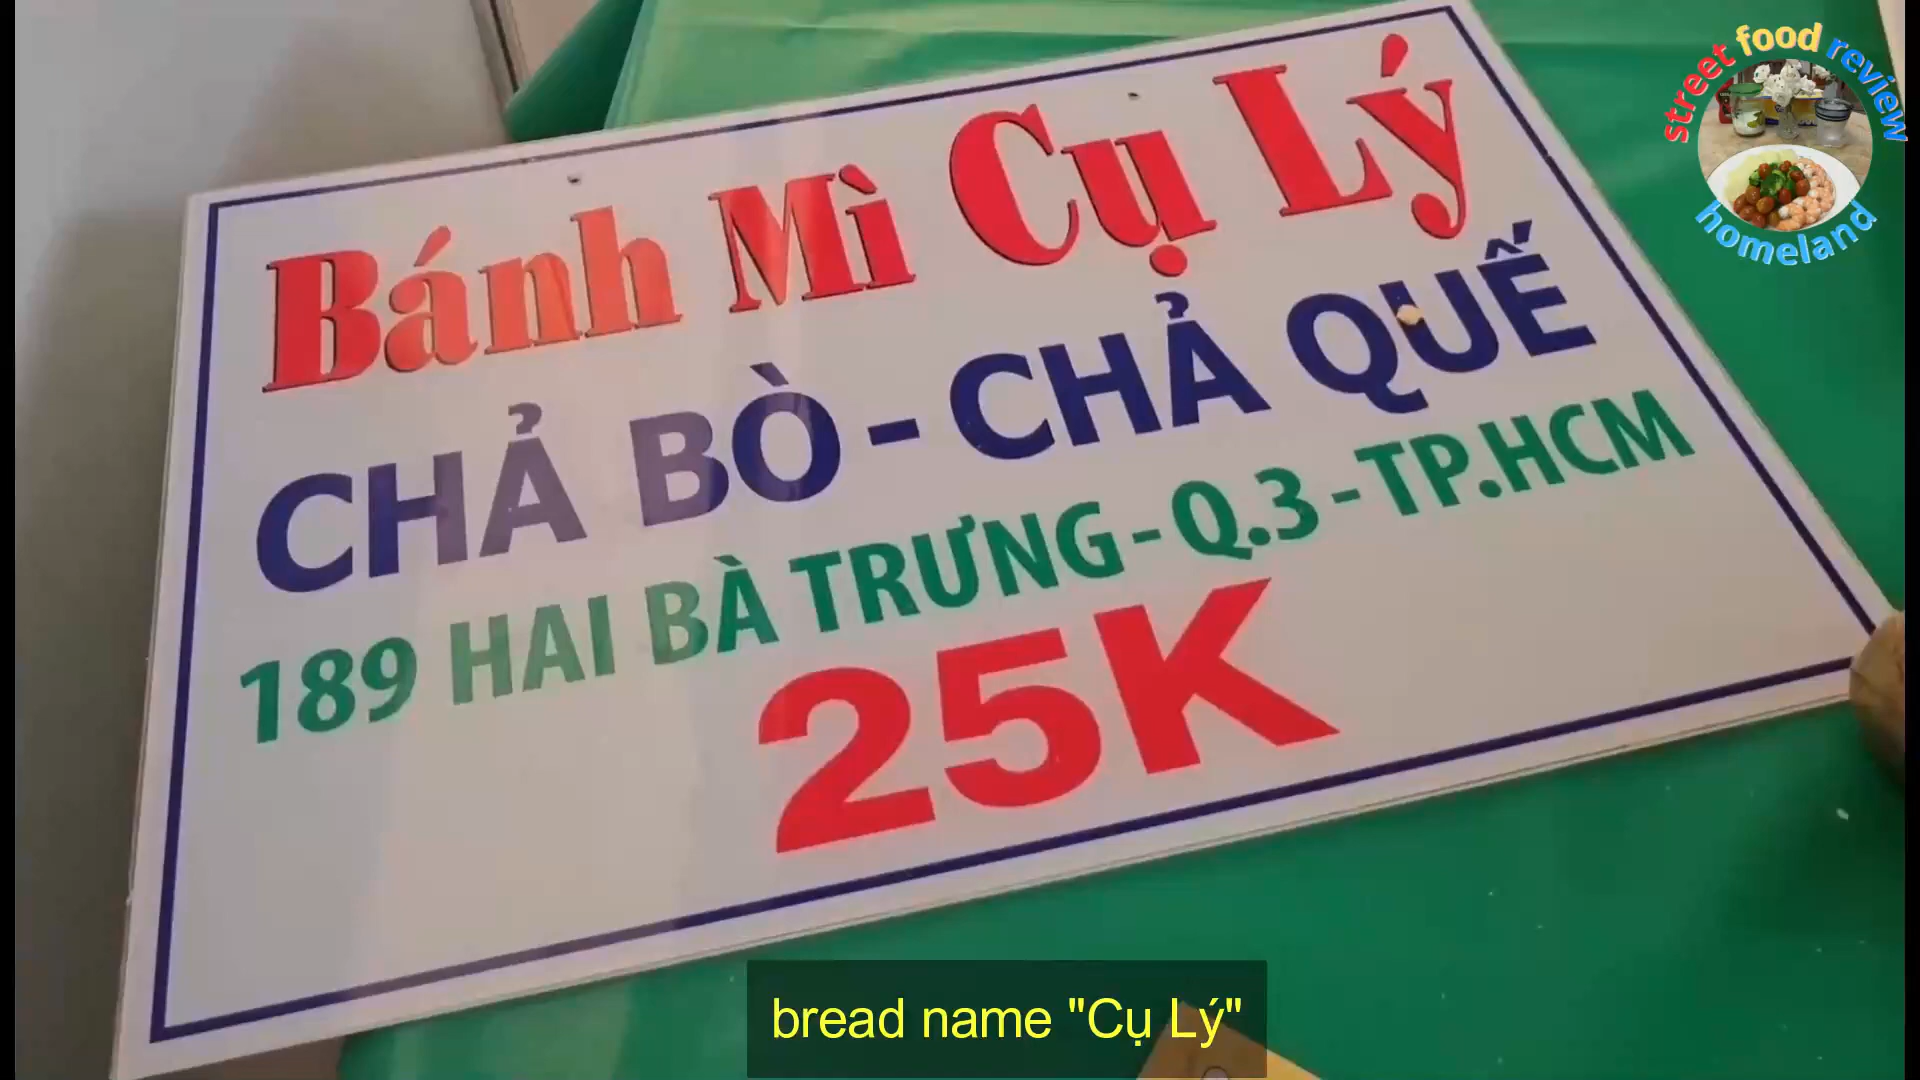 Bánh Mì Cụ Lý
CHẢ BÒ - CHẢ QUẾ
189 HAI BÀ TRƯNG - Q.3 - TP.HCM
25K
street food review
homeland
bread name "Cụ Lý"